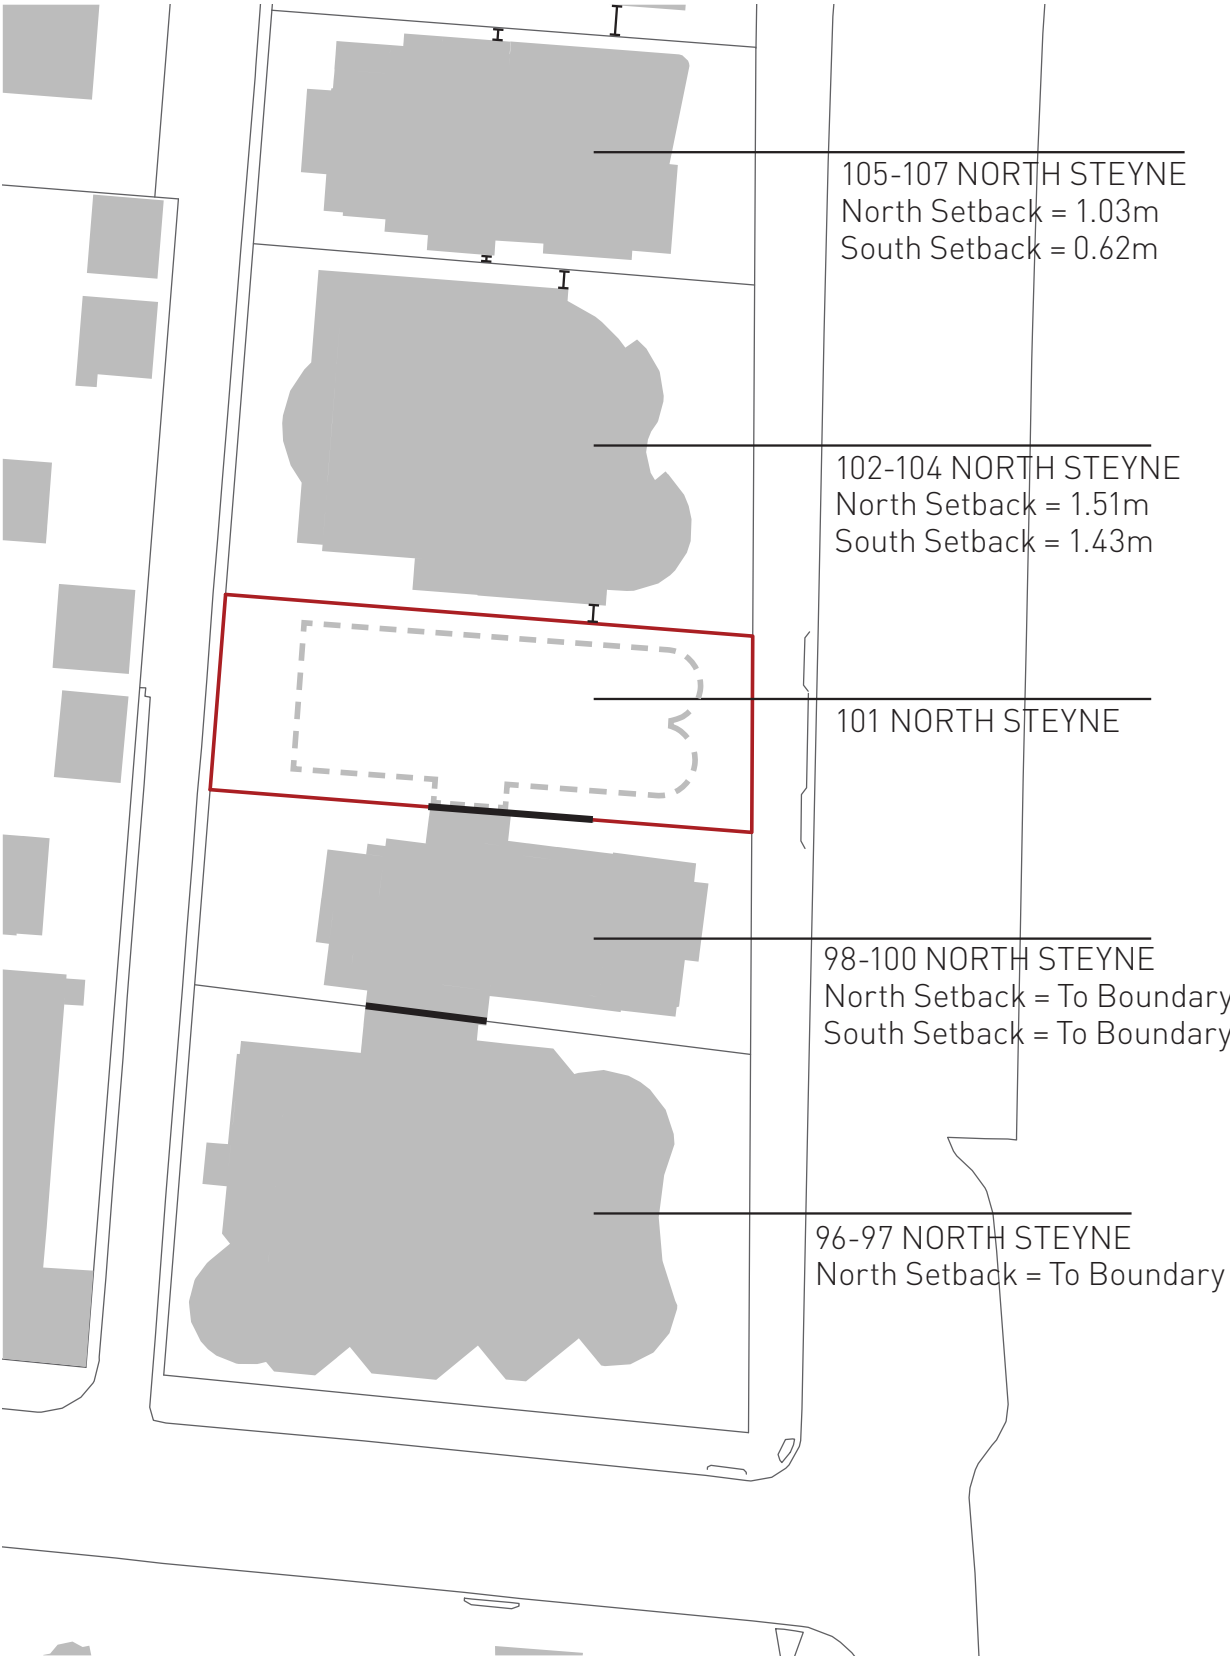 105-107 NORTH STEYNE
North Setback = 1.03m
South Setback = 0.62m
102-104 NORTH STEYNE
North Setback = 1.51m
South Setback = 1.43m
101 NORTH STEYNE
98-100 NORTH STEYNE
North Setback = To Boundary
South Setback = To Boundary
96-97 NORTH STEYNE
North Setback = To Boundary